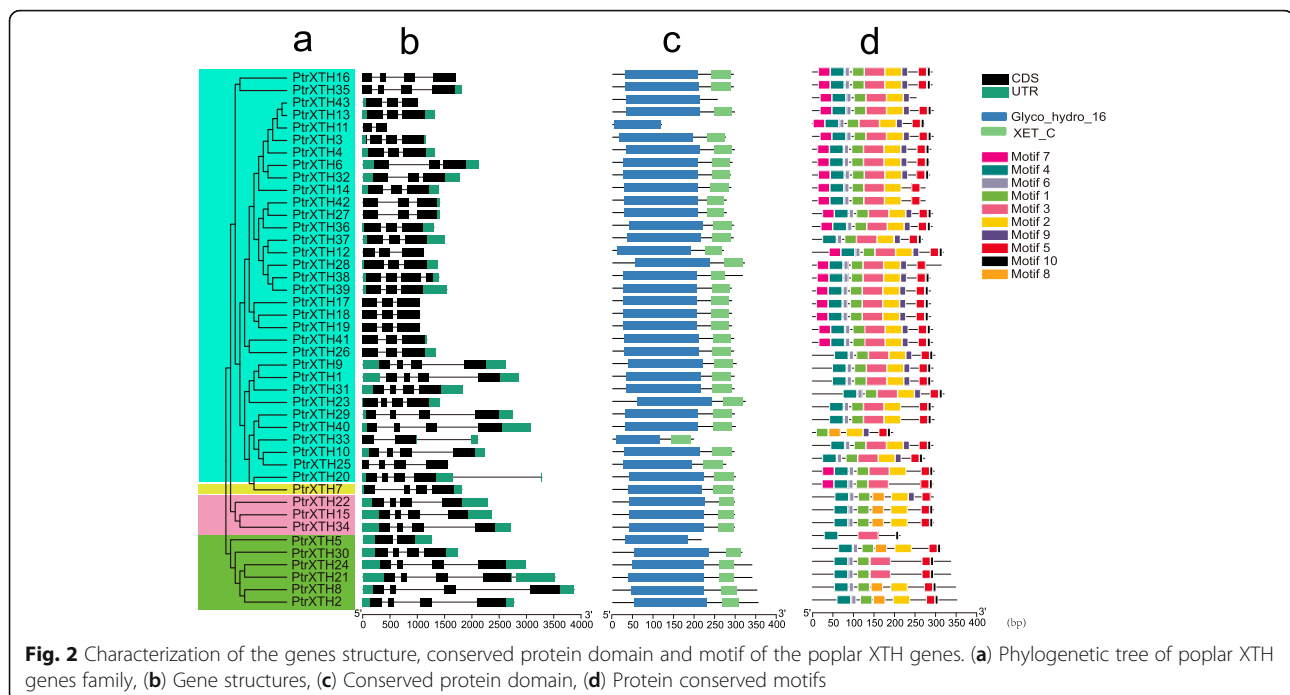 a b c d
PtrXTH16
PtrXTH35
PtrXTH43
PtrXTH13
PtrXTH11
PtrXTH3
PtrXTH4
PtrXTH6
PtrXTH32
PtrXTH14
PtrXTH42
PtrXTH27
PtrXTH36
PtrXTH37
PtrXTH12
PtrXTH28
PtrXTH38
PtrXTH39
PtrXTH17
PtrXTH18
PtrXTH19
PtrXTH41
PtrXTH26
PtrXTH9
PtrXTH1
PtrXTH31
PtrXTH23
PtrXTH29
PtrXTH40
PtrXTH33
PtrXTH10
PtrXTH25
PtrXTH20
PtrXTH7
PtrXTH22
PtrXTH15
PtrXTH34
PtrXTH5
PtrXTH30
PtrXTH24
PtrXTH21
PtrXTH8
PtrXTH2
5' 3'
0 500 1000 1500 2000 2500 3000 3500 4000
5' 3'
0 50 100 150 200 250 300 350 400
5' 3'
0 50 100 150 200 250 300 350 400
(bp)
CDS
UTR
Glyco_hydro_16
XET_C
Motif 7
Motif 4
Motif 6
Motif 1
Motif 3
Motif 2
Motif 9
Motif 5
Motif 10
Motif 8
Fig. 2 Characterization of the genes structure, conserved protein domain and motif of the poplar XTH genes. (a) Phylogenetic tree of poplar XTH
genes family, (b) Gene structures, (c) Conserved protein domain, (d) Protein conserved motifs